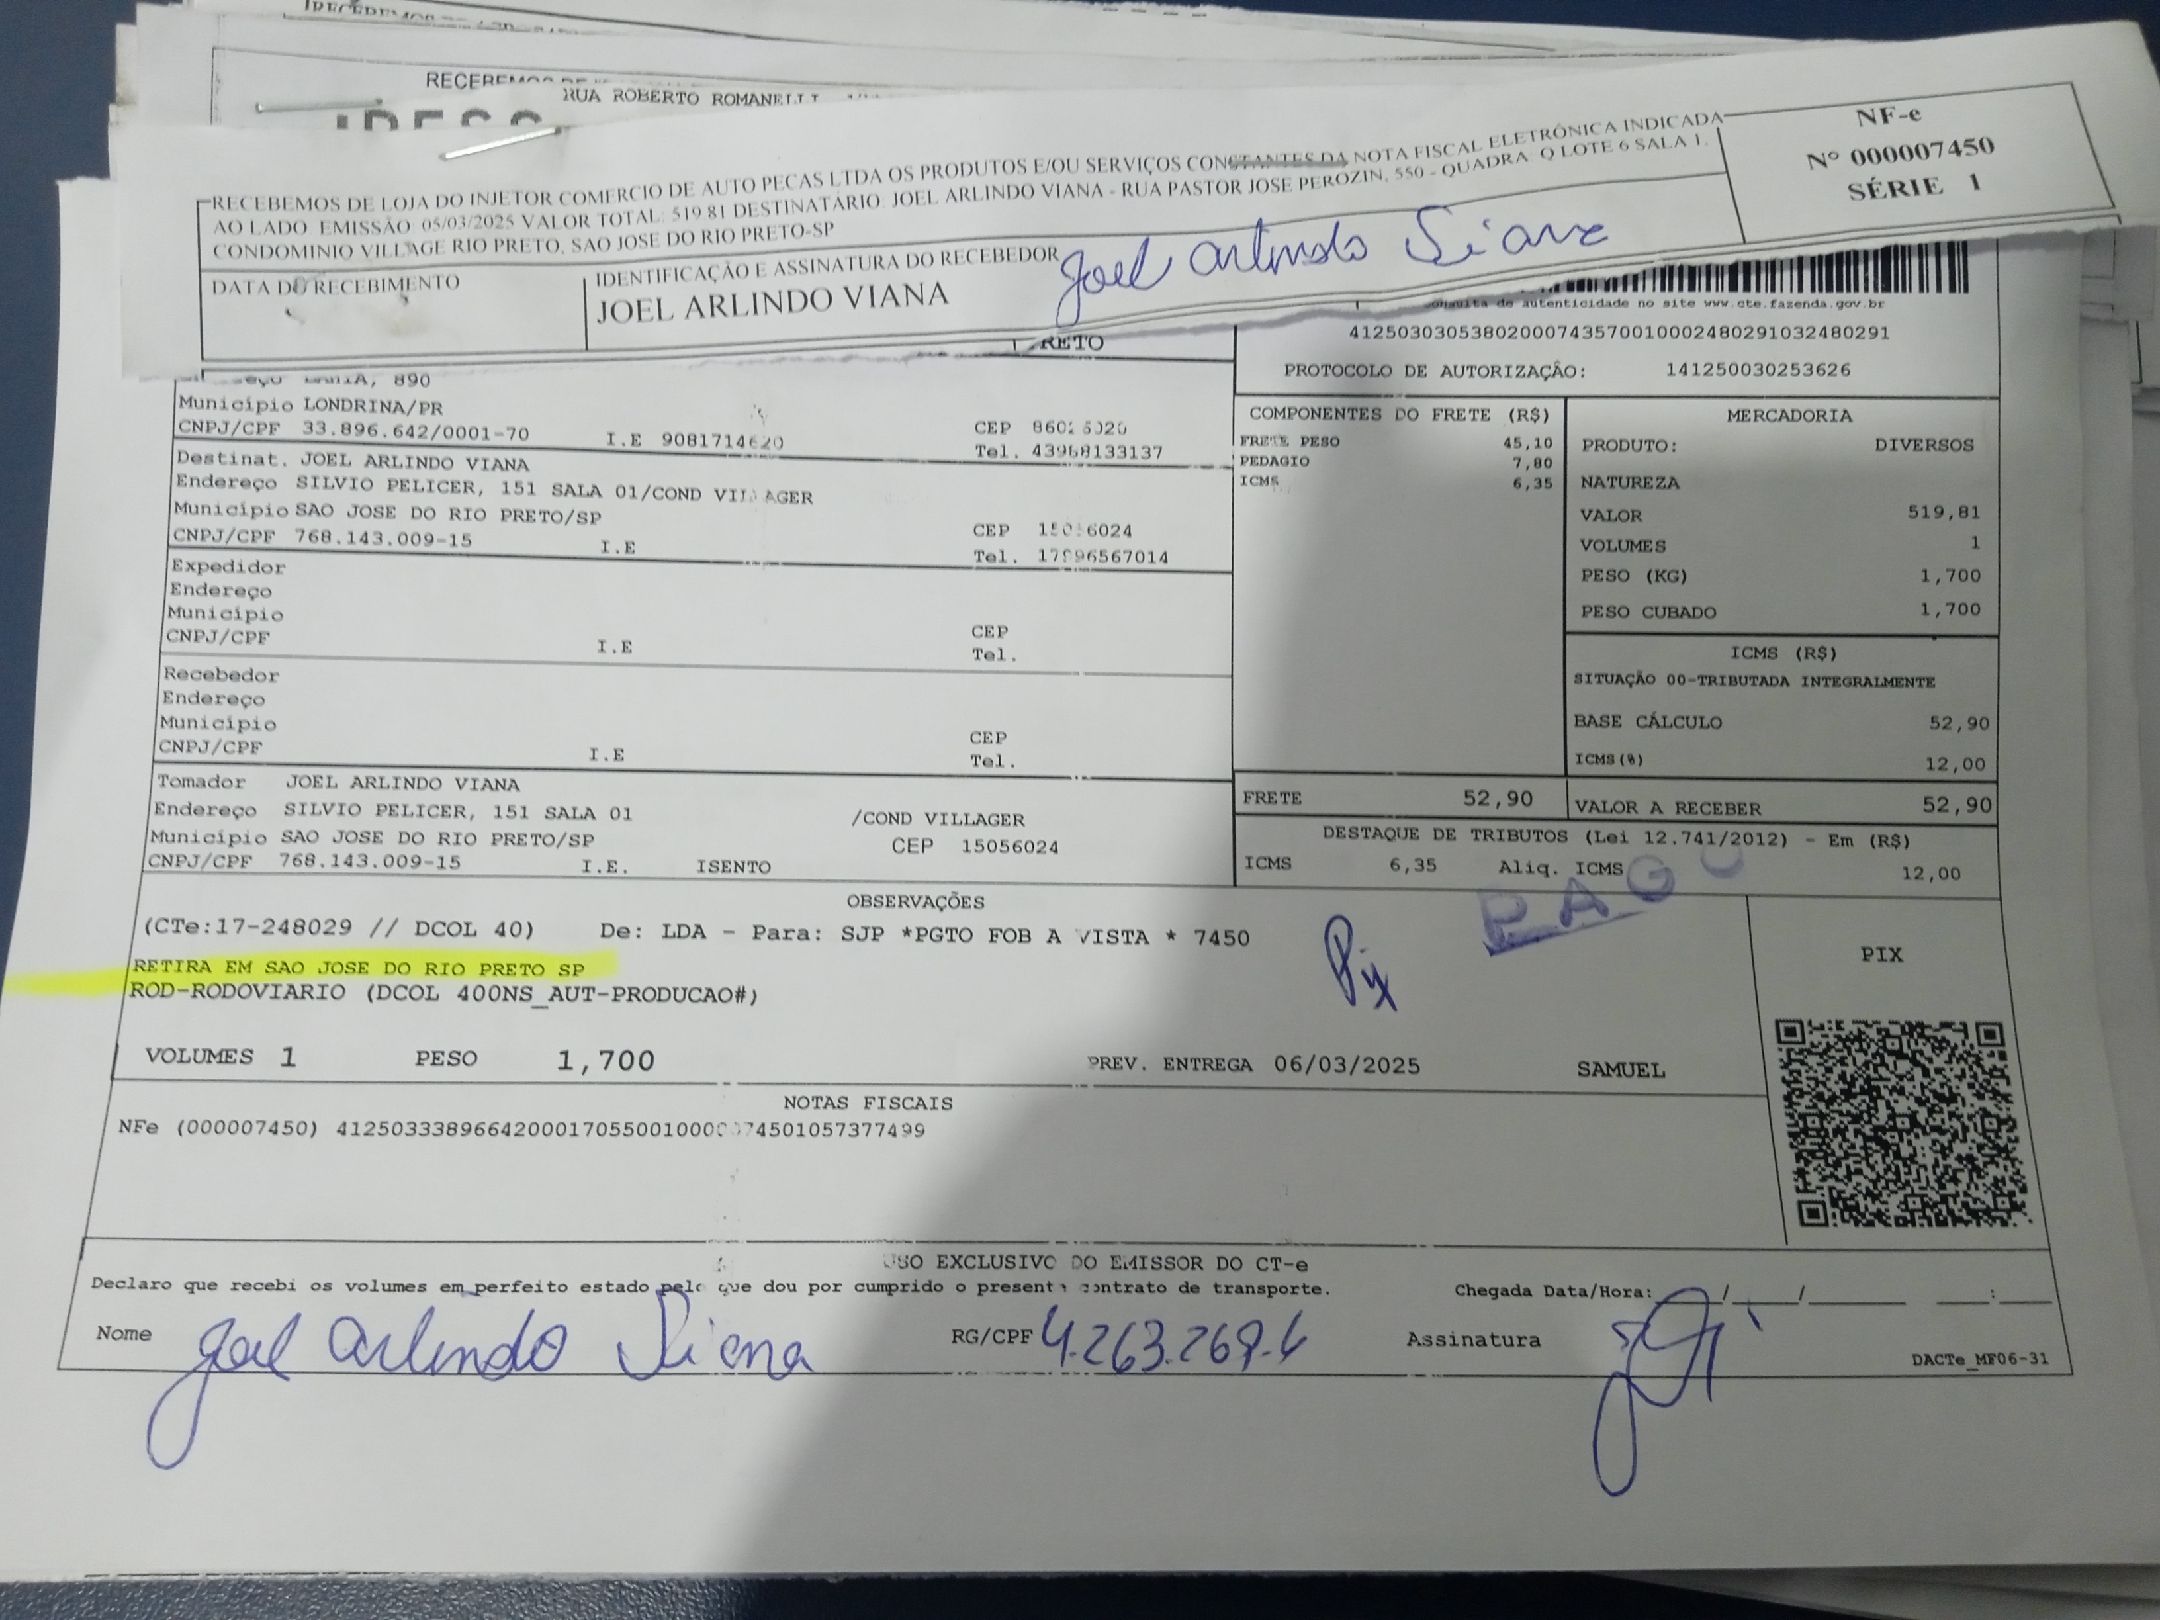 RECEBEMOS DE
RUA ROBERTO ROMANELLI
RECEBEMOS DE LOJA DO INJETOR COMERCIO DE AUTO PECAS LTDA OS PRODUTOS E/OU SERVIÇOS CONSTANTES DA NOTA FISCAL ELETRÔNICA INDICADA
AO LADO. EMISSÃO: 05/03/2025 VALOR TOTAL: 519.81 DESTINATÁRIO: JOEL ARLINDO VIANA - RUA PASTOR JOSE PEROZIN, 550 - QUADRA: Q LOTE 6 SALA 1.
CONDOMINIO VILLAGE RIO PRETO, SAO JOSE DO RIO PRETO-SP
NF-e
Nº 000007450
SÉRIE 1
DATA DO RECEBIMENTO
IDENTIFICAÇÃO E ASSINATURA DO RECEBEDOR
JOEL ARLINDO VIANA
Joel Arlindo Viana
de autenticidade no site www.cte.fazenda.gov.br
41250303053802000743570010002480291032480291
PROTOCOLO DE AUTORIZAÇÃO: 141250030253626
RETO
890
Município LONDRINA/PR
CNPJ/CPF 33.896.642/0001-70 I.E 9081714620 CEP
Tel. 43968133137
Destinat. JOEL ARLINDO VIANA
Endereço SILVIO PELICER, 151 SALA 01/COND VILLAGER
Município SAO JOSE DO RIO PRETO/SP CEP 15056024
CNPJ/CPF 768.143.009-15 I.E Tel. 17996567014
Expedidor
Endereço
Município CEP
CNPJ/CPF I.E Tel.
Recebedor
Endereço
Município CEP
CNPJ/CPF I.E Tel.
Tomador JOEL ARLINDO VIANA
Endereço SILVIO PELICER, 151 SALA 01 /COND VILLAGER
Município SAO JOSE DO RIO PRETO/SP CEP 15056024
CNPJ/CPF 768.143.009-15 I.E. ISENTO
COMPONENTES DO FRETE (R$)
FRETE PESO 45,10
PEDAGIO 7,80
ICMS 6,35
MERCADORIA
PRODUTO: DIVERSOS
NATUREZA
VALOR 519,81
VOLUMES 1
PESO (KG) 1,700
PESO CUBADO 1,700
ICMS (R$)
SITUAÇÃO 00-TRIBUTADA INTEGRALMENTE
BASE CÁLCULO 52,90
ICMS(%) 12,00
FRETE 52,90
VALOR A RECEBER 52,90
DESTAQUE DE TRIBUTOS (Lei 12.741/2012) - Em (R$)
ICMS 6,35 Aliq. ICMS 12,00
OBSERVAÇÕES
(CTe:17-248029 // DCOL 40) De: LDA - Para: SJP *PGTO FOB A VISTA * 7450
RETIRA EM SAO JOSE DO RIO PRETO SP
ROD-RODOVIARIO (DCOL 400NS_AUT-PRODUCAO#)
Pix
PAGO
PIX
VOLUMES 1 PESO 1,700 PREV. ENTREGA 06/03/2025 SAMUEL
NOTAS FISCAIS
NFe (000007450) 41250333896642000170550010000074501057377499
USO EXCLUSIVO DO EMISSOR DO CT-e
Declaro que recebi os volumes em perfeito estado pelo que dou por cumprido o presente contrato de transporte. Chegada Data/Hora: / / :
Nome Joel Arlindo Viana RG/CPF Assinatura
DACTe_MF06-31